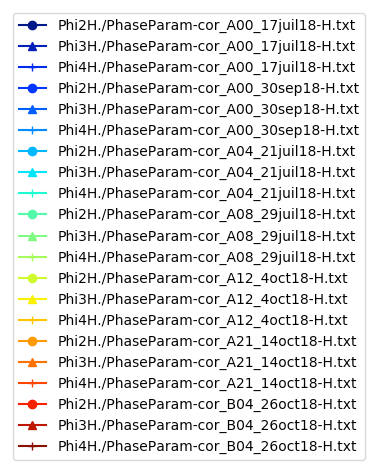 Phi2H./PhaseParam-cor_A00_17juil18-H.txt
Phi3H./PhaseParam-cor_A00_17juil18-H.txt
Phi4H./PhaseParam-cor_A00_17juil18-H.txt
Phi2H./PhaseParam-cor_A00_30sep18-H.txt
Phi3H./PhaseParam-cor_A00_30sep18-H.txt
Phi4H./PhaseParam-cor_A00_30sep18-H.txt
Phi2H./PhaseParam-cor_A04_21juil18-H.txt
Phi3H./PhaseParam-cor_A04_21juil18-H.txt
Phi4H./PhaseParam-cor_A04_21juil18-H.txt
Phi2H./PhaseParam-cor_A08_29juil18-H.txt
Phi3H./PhaseParam-cor_A08_29juil18-H.txt
Phi4H./PhaseParam-cor_A08_29juil18-H.txt
Phi2H./PhaseParam-cor_A12_4oct18-H.txt
Phi3H./PhaseParam-cor_A12_4oct18-H.txt
Phi4H./PhaseParam-cor_A12_4oct18-H.txt
Phi2H./PhaseParam-cor_A21_14oct18-H.txt
Phi3H./PhaseParam-cor_A21_14oct18-H.txt
Phi4H./PhaseParam-cor_A21_14oct18-H.txt
Phi2H./PhaseParam-cor_B04_26oct18-H.txt
Phi3H./PhaseParam-cor_B04_26oct18-H.txt
Phi4H./PhaseParam-cor_B04_26oct18-H.txt